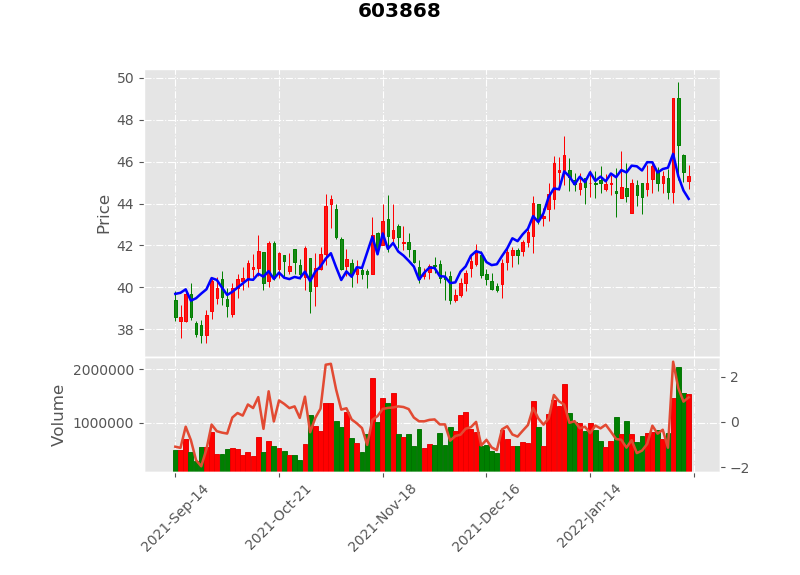 603868
50
48
46
44
42
40
38
Price
2000000
1000000
Volume
2
0
−2
2021-Sep-14
2021-Oct-21
2021-Nov-18
2021-Dec-16
2022-Jan-14